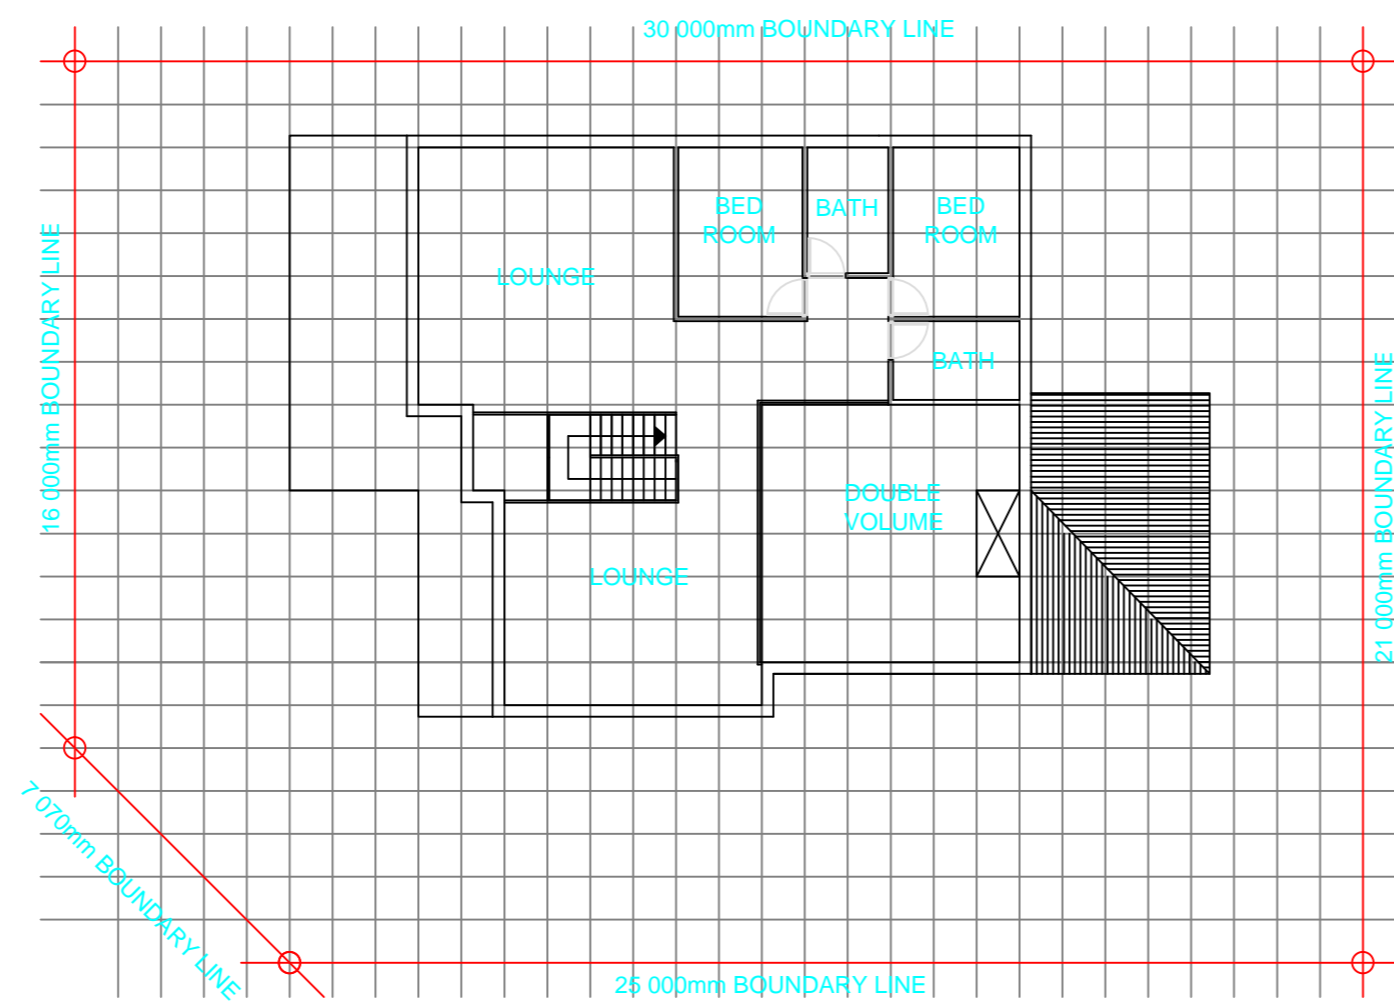 30 000mm BOUNDARY LINE
BED
ROOM
BATH
BED
ROOM
LOUNGE
16 000mm BOUNDARY LINE
BATH
21 000mm BOUNDARY LINE
DOUBLE
VOLUME
LOUNGE
7 070mm BOUNDARY LINE
25 000mm BOUNDARY LINE